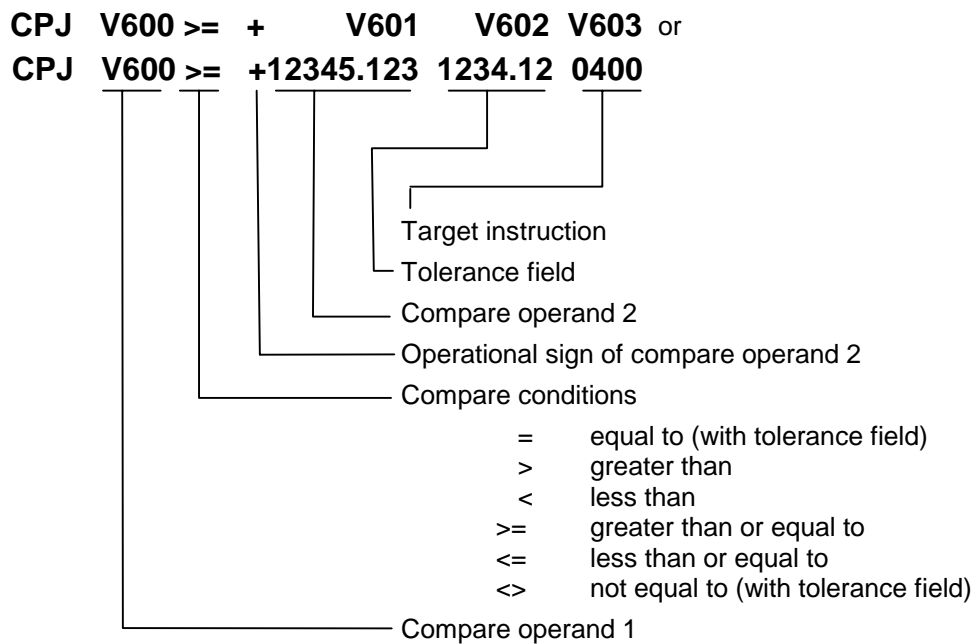 CPJ V600 >= + V601 V602 V603 or
CPJ V600 >= +12345.123 1234.12 0400
Target instruction
Tolerance field
Compare operand 2
Operational sign of compare operand 2
Compare conditions
= equal to (with tolerance field)
> greater than
< less than
>= greater than or equal to
<= less than or equal to
<> not equal to (with tolerance field)
Compare operand 1